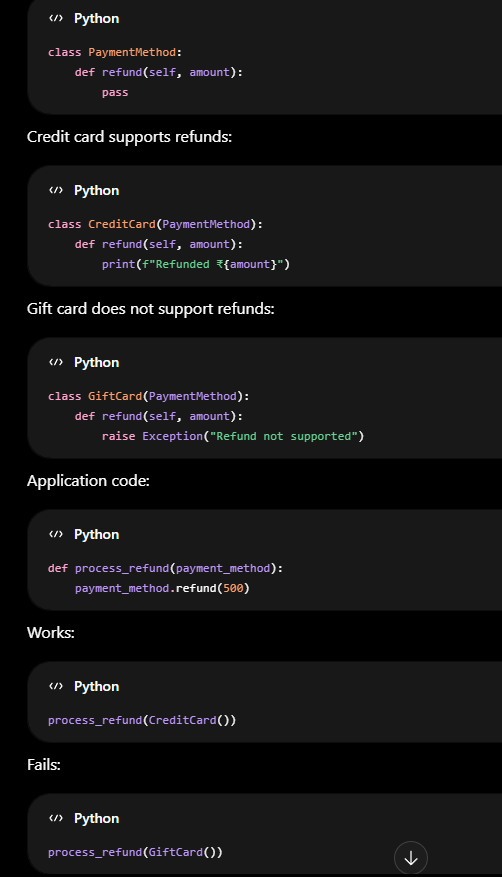 Python
class PaymentMethod:
    def refund(self, amount):
        pass
Credit card supports refunds:
Python
class CreditCard(PaymentMethod):
    def refund(self, amount):
        print(f"Refunded ₹{amount}")
Gift card does not support refunds:
Python
class GiftCard(PaymentMethod):
    def refund(self, amount):
        raise Exception("Refund not supported")
Application code:
Python
def process_refund(payment_method):
    payment_method.refund(500)
Works:
Python
process_refund(CreditCard())
Fails:
Python
process_refund(GiftCard())